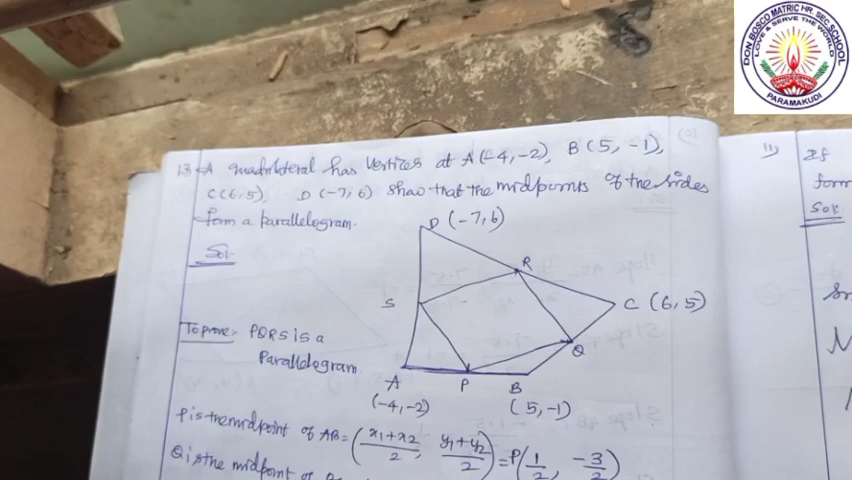 DON BOSCO MATRIC HR. SEC. SCHOOL
LOVE & SERVE THE WORLD
PARAMAKUDI
13. A quadrilateral has vertices at A(-4,-2), B(5,-1),
C(6,5), D(-7,6) show that the midpoints of the sides
form a parallelogram.
Sol:
D (-7,6)
R
S
C (6,5)
To prove:- PQRS is a
Parallelogram.
Q
A
P
B
(-4,-2)
(5,-1)
P is the midpoint of AB = (x1+x2/2, y1+y2/2) = P(1/2, -3/2)
Q is the midpoint of
11)
If
form
Sol: